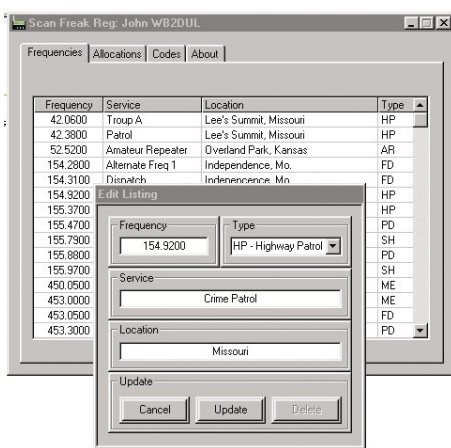 Scan Freak Reg: John WB2DUL
Frequencies Allocations Codes About
Frequency Service Location Type
42.0600 Troup A Lee's Summit, Missouri HP
42.3800 Patrol Lee's Summit, Missouri HP
52.5200 Amateur Repeater Overland Park, Kansas AR
154.2800 Alternate Freq 1 Independence, Mo. FD
154.3100 Dispatch Indepencence, Mo. FD
154.9200 HP
155.3700 HP
155.4700 PD
155.7900 SH
155.8800 PD
155.9700 SH
450.0500 ME
453.0000 ME
453.0500 FD
453.3000 PD
Edit Listing
Frequency Type
154.9200 HP - Highway Patrol
Service
Crime Patrol
Location
Missouri
Update
Cancel Update Delete